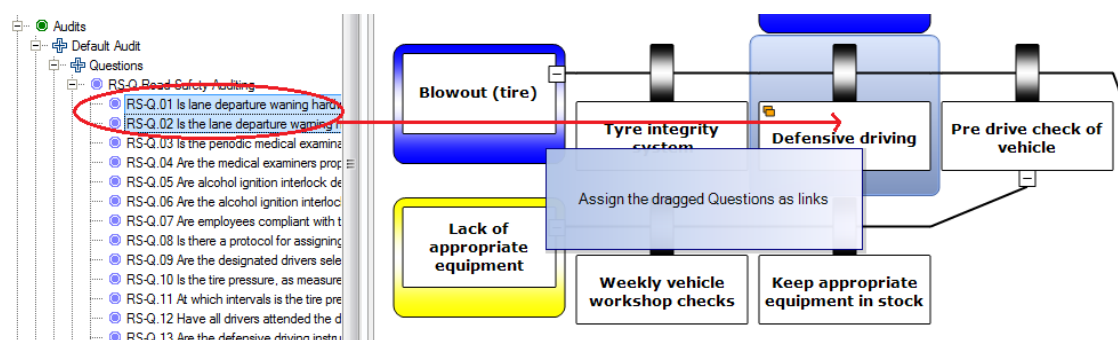 Audits
Default Audit
Questions
RS-Q Road Safety Auditing
RS-Q.01 Is lane departure waning hardw
RS-Q.02 Is the lane departure warning
RS-Q.03 Is the periodic medical examina
RS-Q.04 Are the medical examiners prop
RS-Q.05 Are alcohol ignition interlock de
RS-Q.06 Are the alcohol ignition interloc
RS-Q.07 Are employees compliant with t
RS-Q.08 Is there a protocol for assigning
RS-Q.09 Are the designated drivers sele
RS-Q.10 Is the tire pressure, as measure
RS-Q.11 At which intervals is the tire pre
RS-Q.12 Have all drivers attended the d
RS-Q.13 Are the defensive driving instru
Blowout (tire)
Tyre integrity
system
Defensive driving
Pre drive check of
vehicle
Assign the dragged Questions as links
Lack of
appropriate
equipment
Weekly vehicle
workshop checks
Keep appropriate
equipment in stock